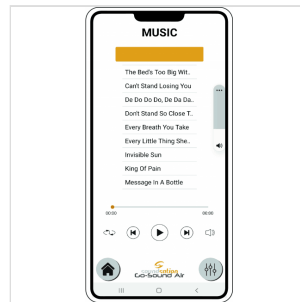 MUSIC
The Bed's Too Big Wit..
Can't Stand Losing You
De Do Do Do, De Da Da..
Don't Stand So Close T..
Every Breath You Take
Every Little Thing She..
Invisible Sun
King Of Pain
Message In A Bottle
00:00 00:00
soundsation
Go-Sound Air